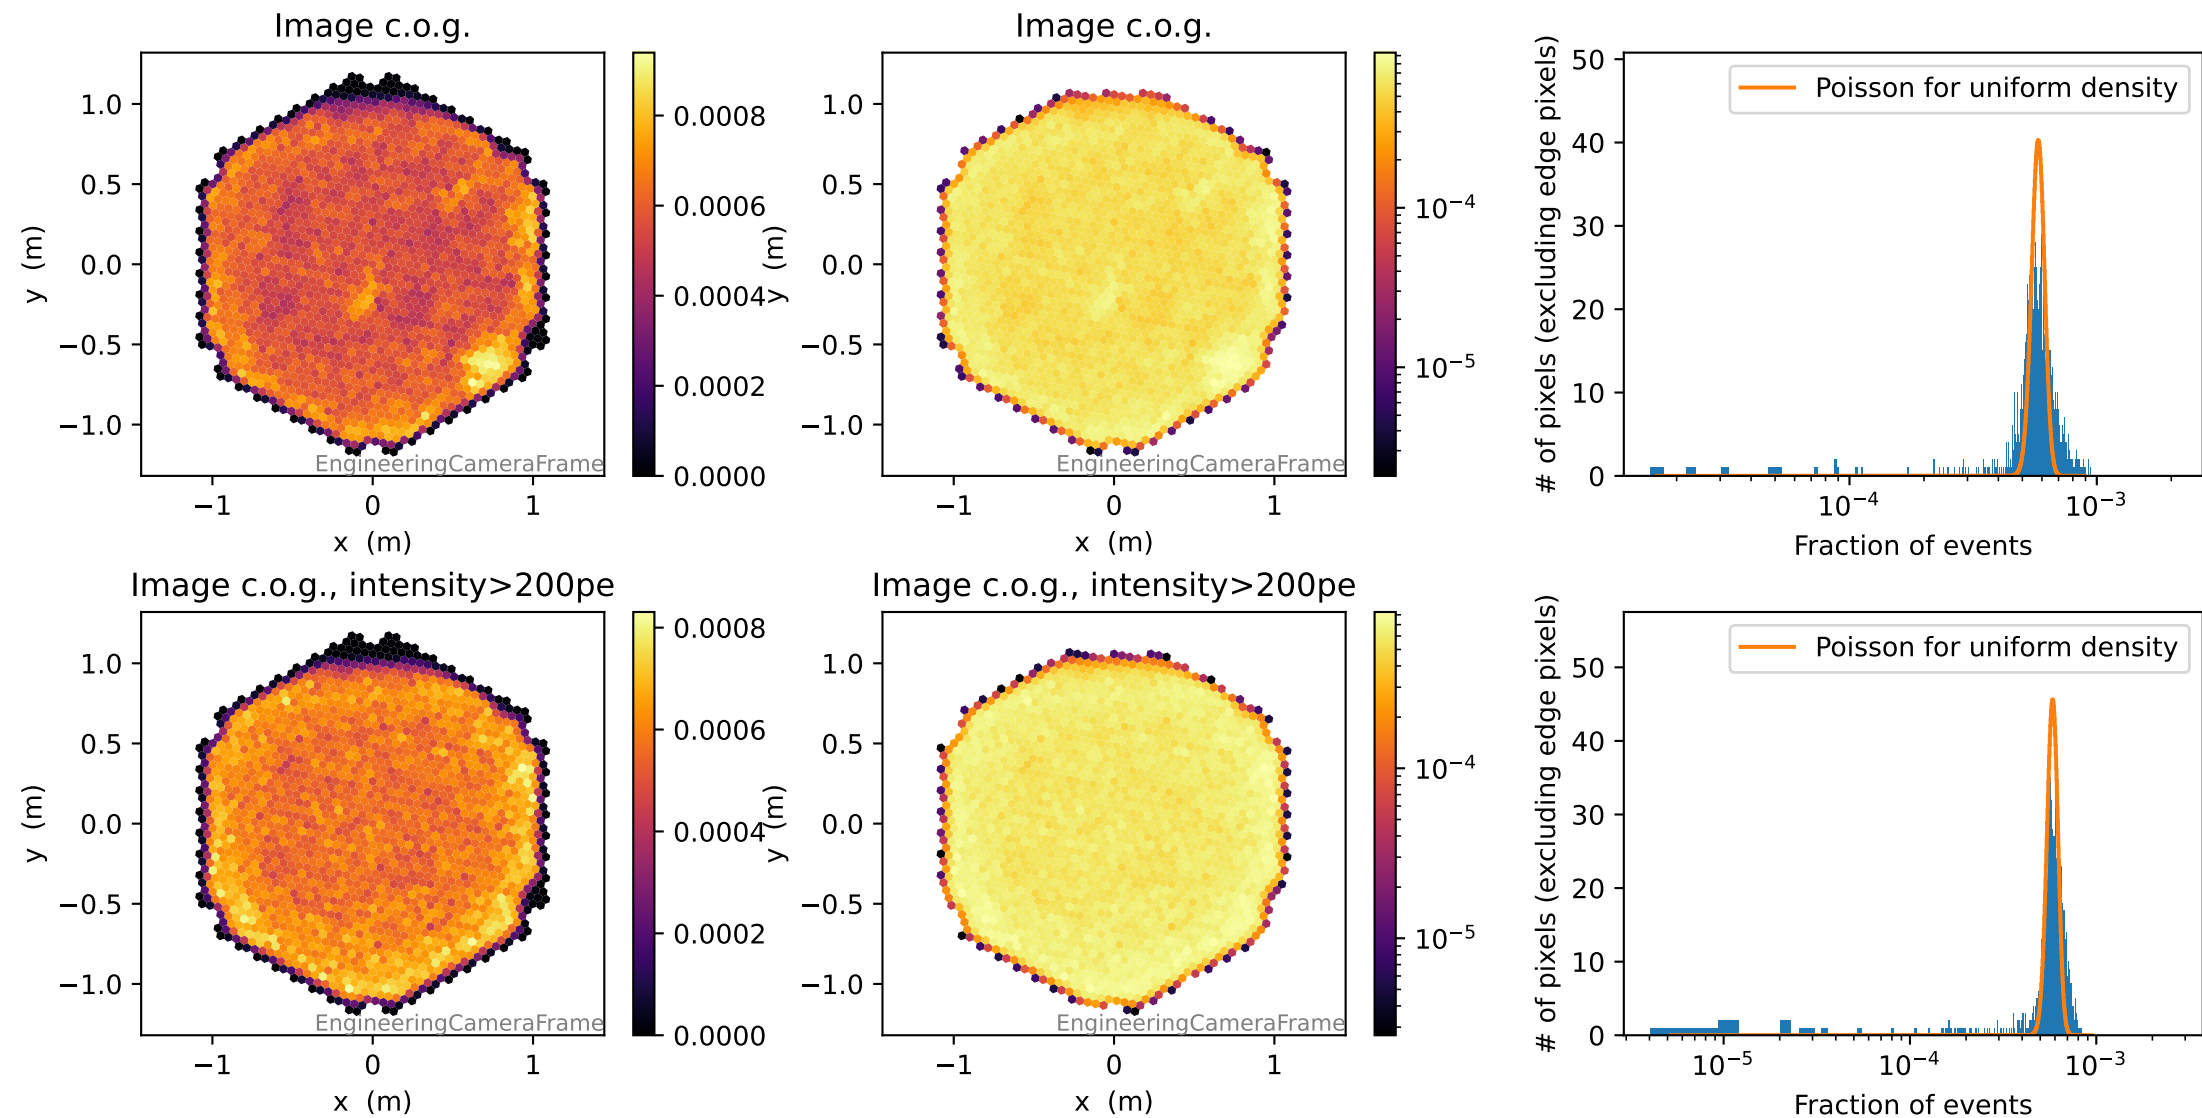 Image c.o.g.
1.0
0.5
0.0
−0.5
−1.0
y (m)
−1
0
1
x (m)
EngineeringCameraFrame
0.0008
0.0006
0.0004
0.0002
0.0000
Image c.o.g.
1.0
0.5
0.0
−0.5
−1.0
y (m)
−1
0
1
x (m)
EngineeringCameraFrame
10⁻⁴
10⁻⁵
50
40
30
20
10
0
# of pixels (excluding edge pixels)
Poisson for uniform density
10⁻⁴
10⁻³
Fraction of events
Image c.o.g., intensity>200pe
1.0
0.5
0.0
−0.5
−1.0
y (m)
−1
0
1
x (m)
EngineeringCameraFrame
0.0008
0.0006
0.0004
0.0002
0.0000
Image c.o.g., intensity>200pe
1.0
0.5
0.0
−0.5
−1.0
y (m)
−1
0
1
x (m)
EngineeringCameraFrame
10⁻⁴
10⁻⁵
50
40
30
20
10
0
# of pixels (excluding edge pixels)
Poisson for uniform density
10⁻⁵
10⁻⁴
10⁻³
Fraction of events